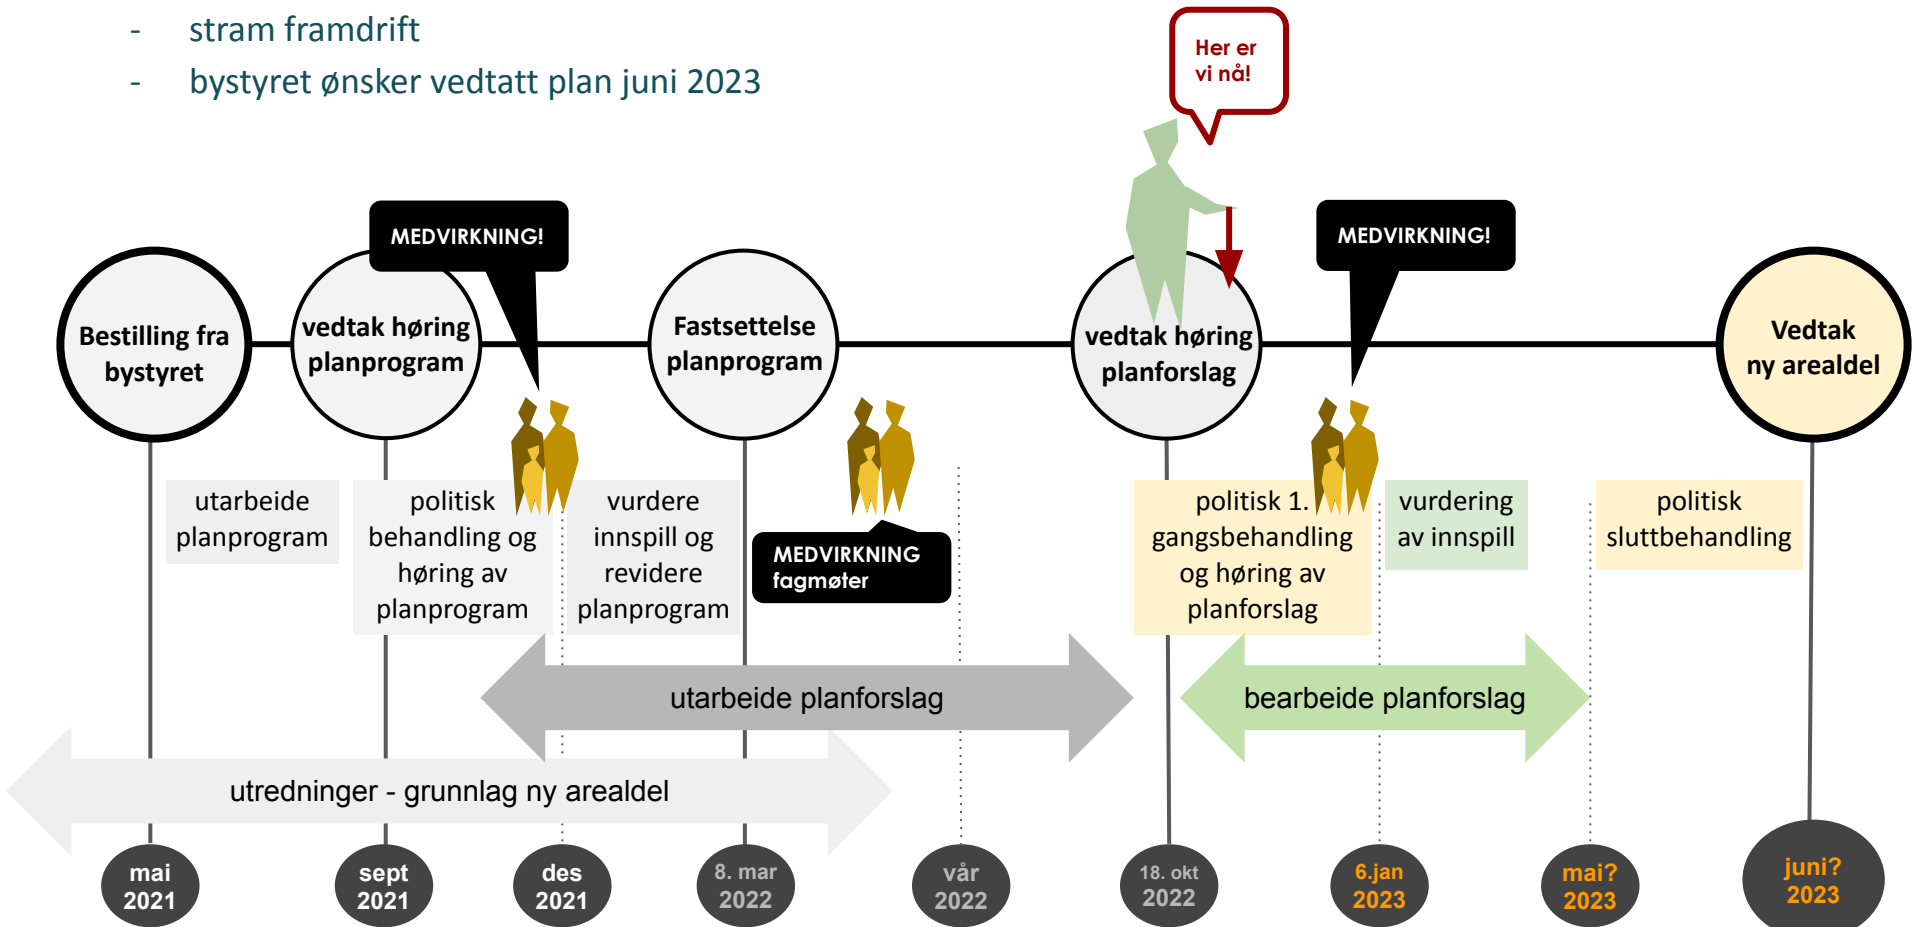 - stram framdrift
- bystyret ønsker vedtatt plan juni 2023
Her er
vi nå!
MEDVIRKNING!
MEDVIRKNING!
Bestilling fra
bystyret
vedtak høring
planprogram
Fastsettelse
planprogram
vedtak høring
planforslag
Vedtak
ny arealdel
utarbeide
planprogram
politisk
behandling og
høring av
planprogram
vurdere
innspill og
revidere
planprogram
MEDVIRKNING
fagmøter
politisk 1.
gangsbehandling
og høring av
planforslag
vurdering
av innspill
politisk
sluttbehandling
utarbeide planforslag
bearbeide planforslag
utredninger - grunnlag ny arealdel
mai
2021
sept
2021
des
2021
8. mar
2022
vår
2022
18. okt
2022
6.jan
2023
mai?
2023
juni?
2023